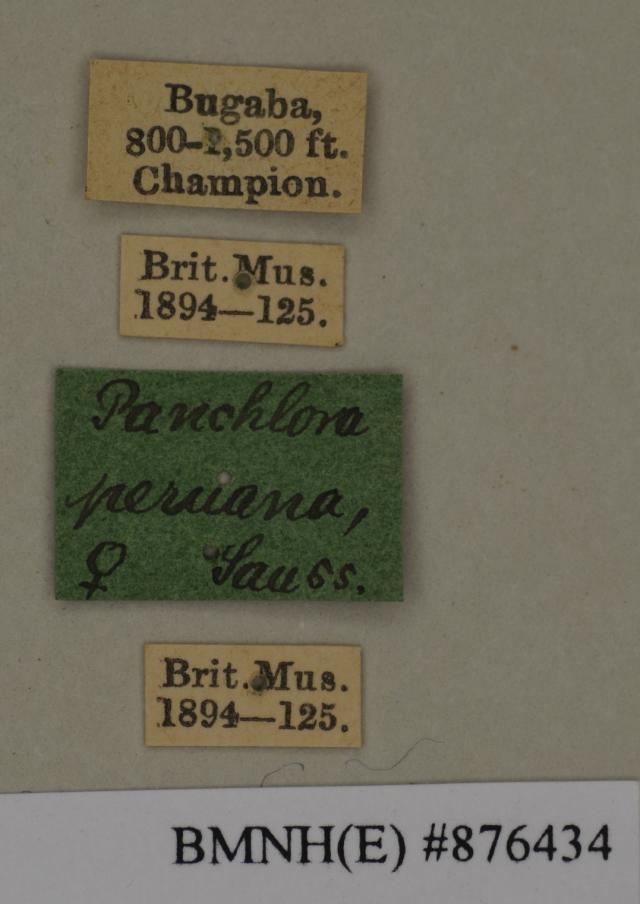 Bugaba,
800-1,500 ft.
Champion.
Brit. Mus.
1894—125.
Panchlora
peruana,
♀ Sauss.
Brit. Mus.
1894—125.
BMNH(E) #876434